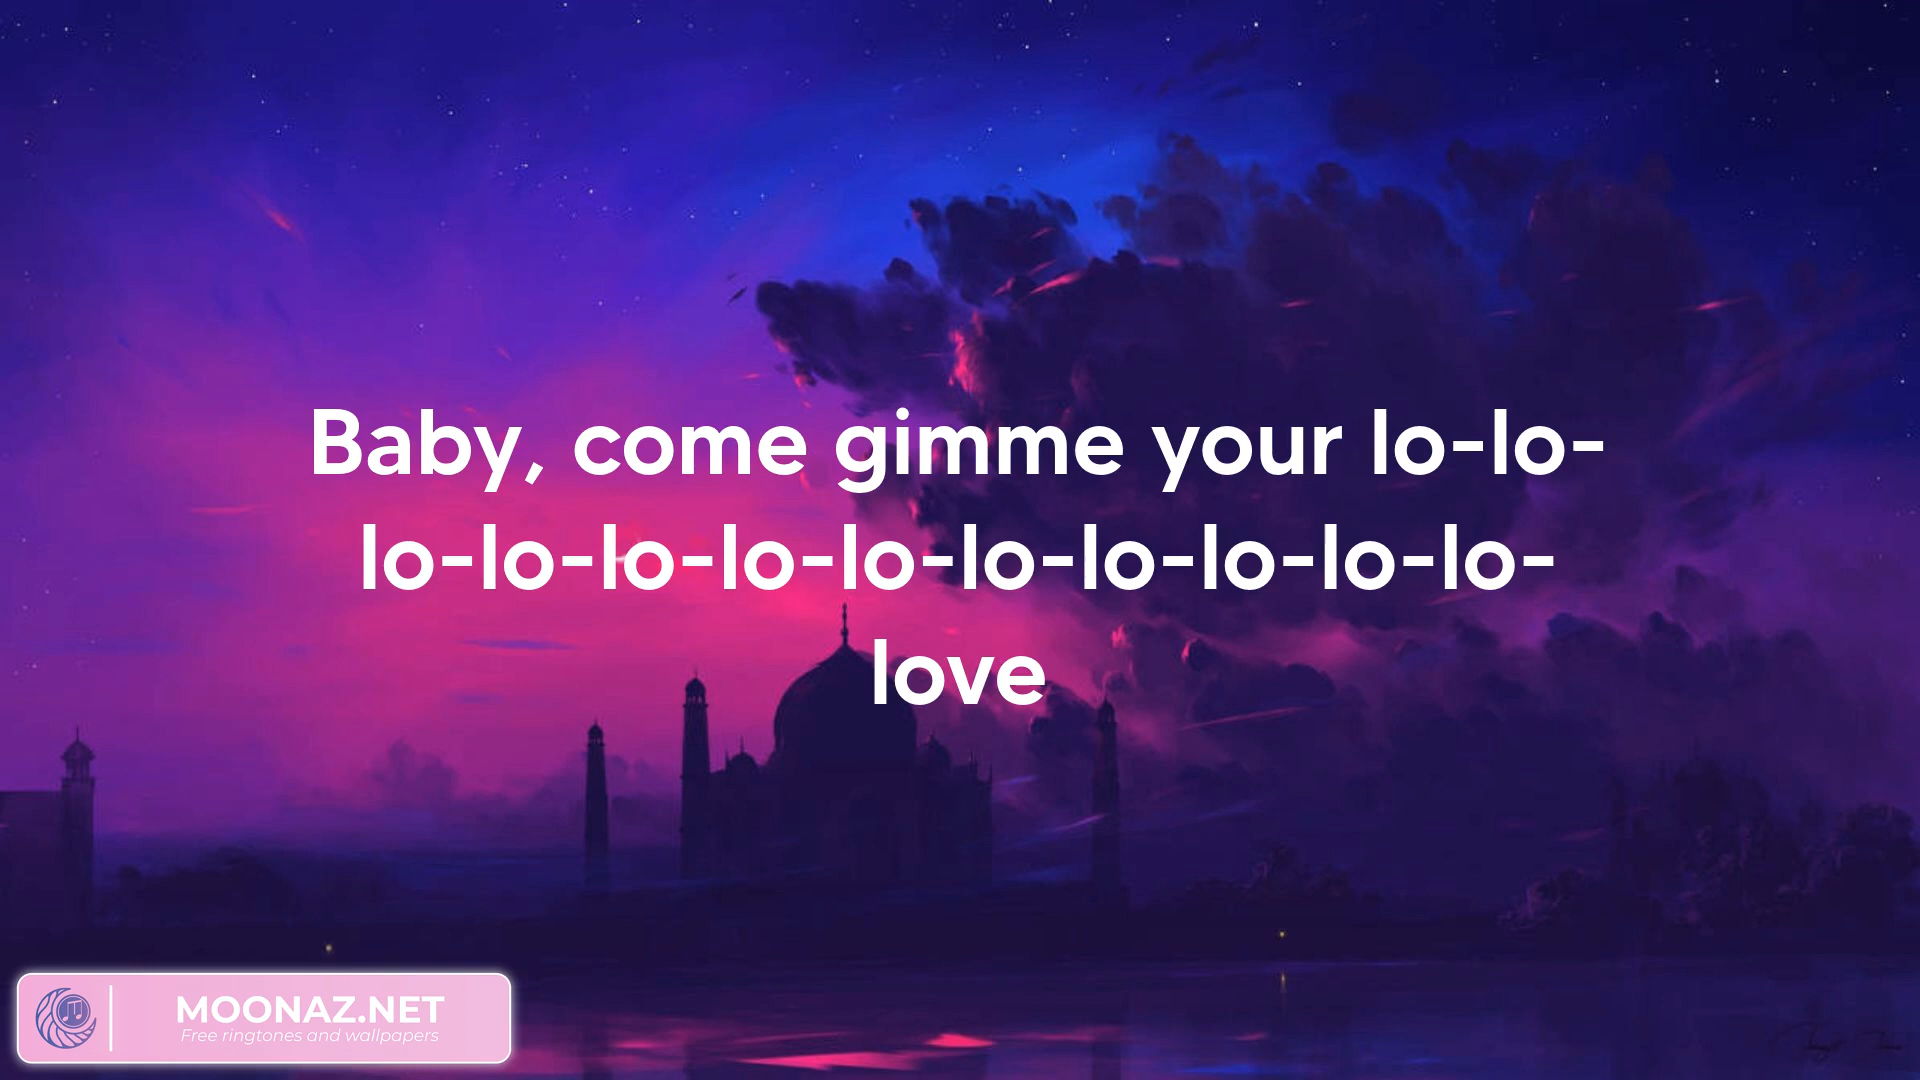 Baby, come gimme your lo-lo-
lo-lo-lo-lo-lo-lo-lo-lo-lo-lo-
love
MOONAZ.NET
Free ringtones and wallpapers